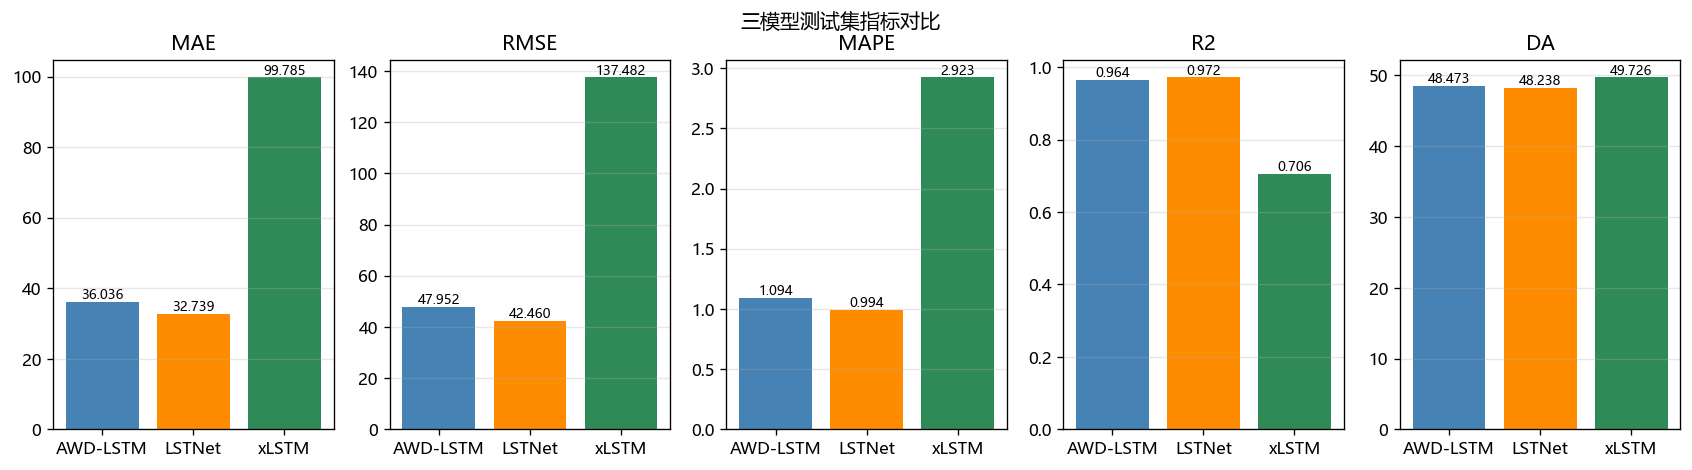 三模型测试集指标对比
MAE
100
80
60
40
20
0
36.036
32.739
99.785
AWD-LSTM
LSTNet
xLSTM
RMSE
140
120
100
80
60
40
20
0
47.952
42.460
137.482
AWD-LSTM
LSTNet
xLSTM
MAPE
3.0
2.5
2.0
1.5
1.0
0.5
0.0
1.094
0.994
2.923
AWD-LSTM
LSTNet
xLSTM
R2
1.0
0.8
0.6
0.4
0.2
0.0
0.964
0.972
0.706
AWD-LSTM
LSTNet
xLSTM
DA
50
40
30
20
10
0
48.473
48.238
49.726
AWD-LSTM
LSTNet
xLSTM